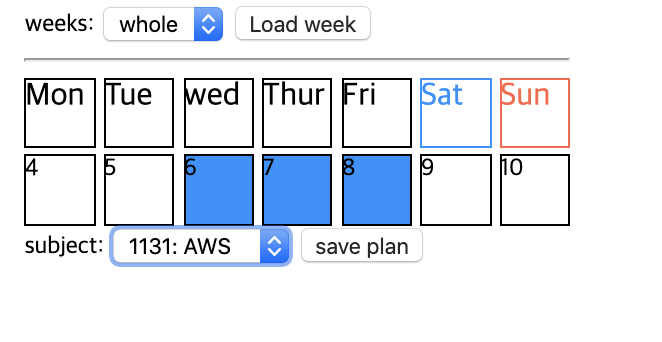 weeks: whole Load week
Mon Tue wed Thur Fri Sat Sun
4 5 6 7 8 9 10
subject: 1131: AWS save plan